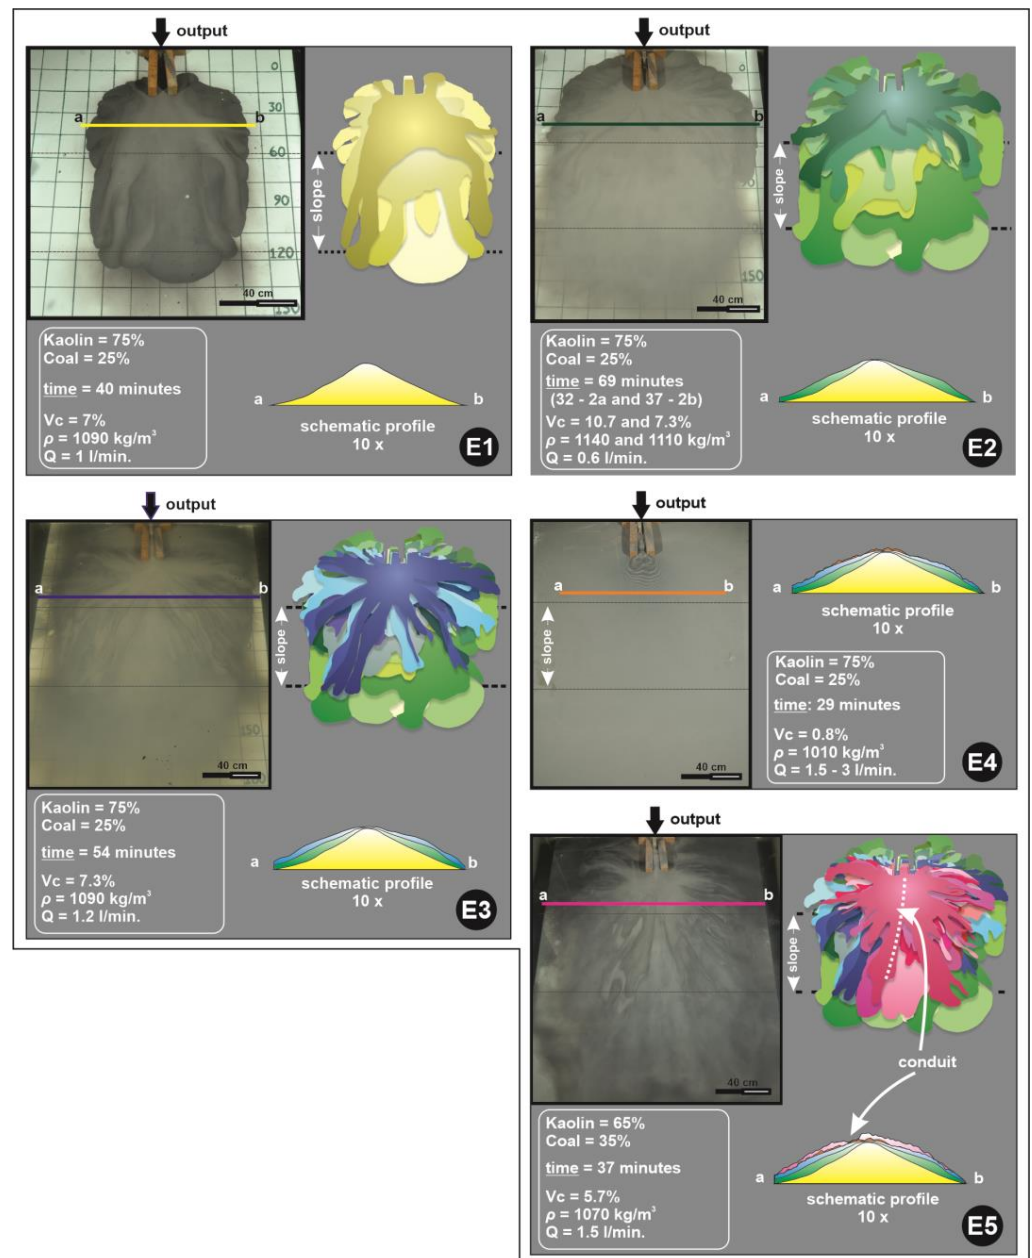 output
a
b
0
30
60
90
120
150
40 cm
slope
Kaolin = 75%
Coal = 25%
time = 40 minutes
Vc = 7%
ρ = 1090 kg/m³
Q = 1 l/min.
a
b
schematic profile
10 x
E1
output
a
b
150
40 cm
slope
Kaolin = 75%
Coal = 25%
time = 69 minutes
(32 - 2a and 37 - 2b)
Vc = 10.7 and 7.3%
ρ = 1140 and 1110 kg/m³
Q = 0.6 l/min.
a
b
schematic profile
10 x
E2
output
a
b
150
40 cm
slope
Kaolin = 75%
Coal = 25%
time = 54 minutes
Vc = 7.3%
ρ = 1090 kg/m³
Q = 1.2 l/min.
a
b
schematic profile
10 x
E3
output
a
b
slope
40 cm
a
b
schematic profile
10 x
Kaolin = 75%
Coal = 25%
time: 29 minutes
Vc = 0.8%
ρ = 1010 kg/m³
Q = 1.5 - 3 l/min.
E4
output
a
b
40 cm
slope
conduit
Kaolin = 65%
Coal = 35%
time = 37 minutes
Vc = 5.7%
ρ = 1070 kg/m³
Q = 1.5 l/min.
a
b
schematic profile
10 x
E5